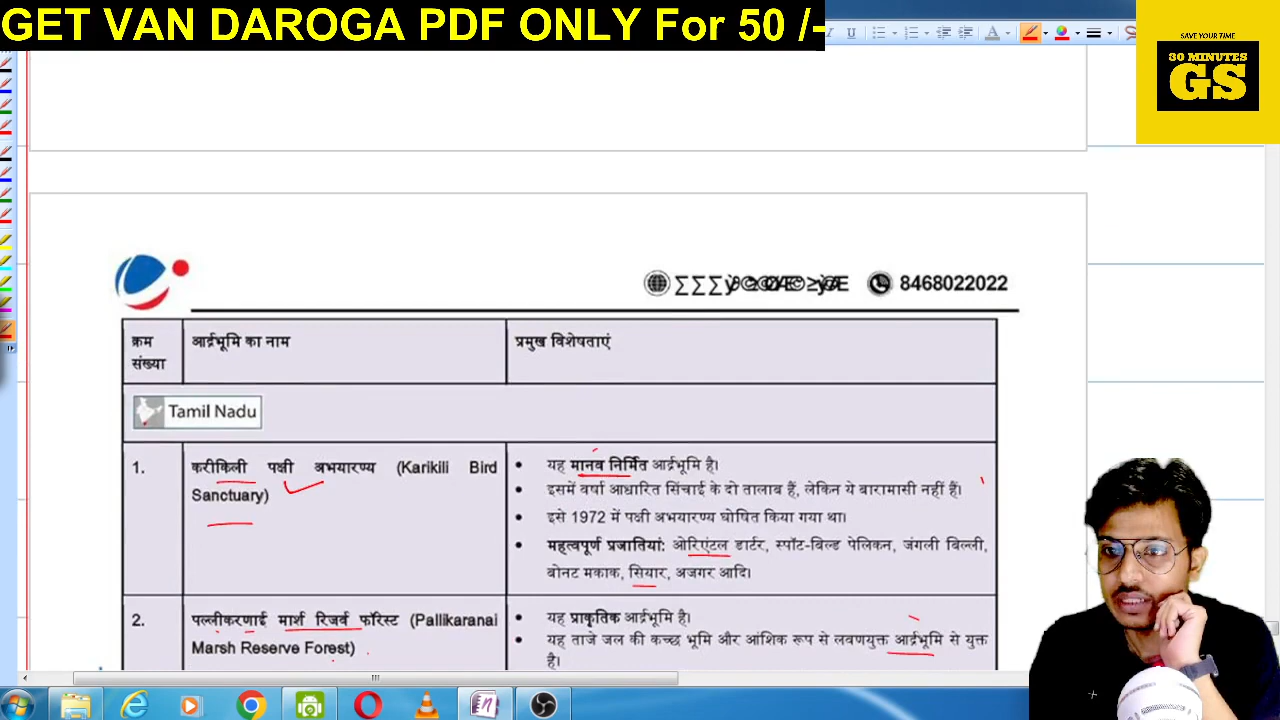 GET VAN DAROGA PDF ONLY For 50 /-
SAVE YOUR TIME
30 MINUTES
GS
8468022022
क्रम संख्या
आर्द्रभूमि का नाम
प्रमुख विशेषताएं
Tamil Nadu
1.
करीकिली पक्षी अभयारण्य (Karikili Bird
Sanctuary)
• यह मानव निर्मित आर्द्रभूमि है।
• इसमें वर्षा आधारित सिंचाई के दो तालाब हैं, लेकिन ये बारामासी नहीं हैं।
• इसे 1972 में पक्षी अभयारण्य घोषित किया गया था।
• महत्वपूर्ण प्रजातियां: ओरिएंटल डार्टर, स्पॉट-बिल्ड पेलिकन, जंगली बिल्ली,
बोनट मकाक, सियार, अजगर आदि।
2.
पल्लीकरणाई मार्श रिजर्व फॉरेस्ट (Pallikaranai
Marsh Reserve Forest)
• यह प्राकृतिक आर्द्रभूमि है।
• यह ताजे जल की कच्छ भूमि और आंशिक रूप से लवणयुक्त आर्द्रभूमि से युक्त
है।